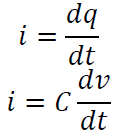 i = dq/dt
i = C dv/dt